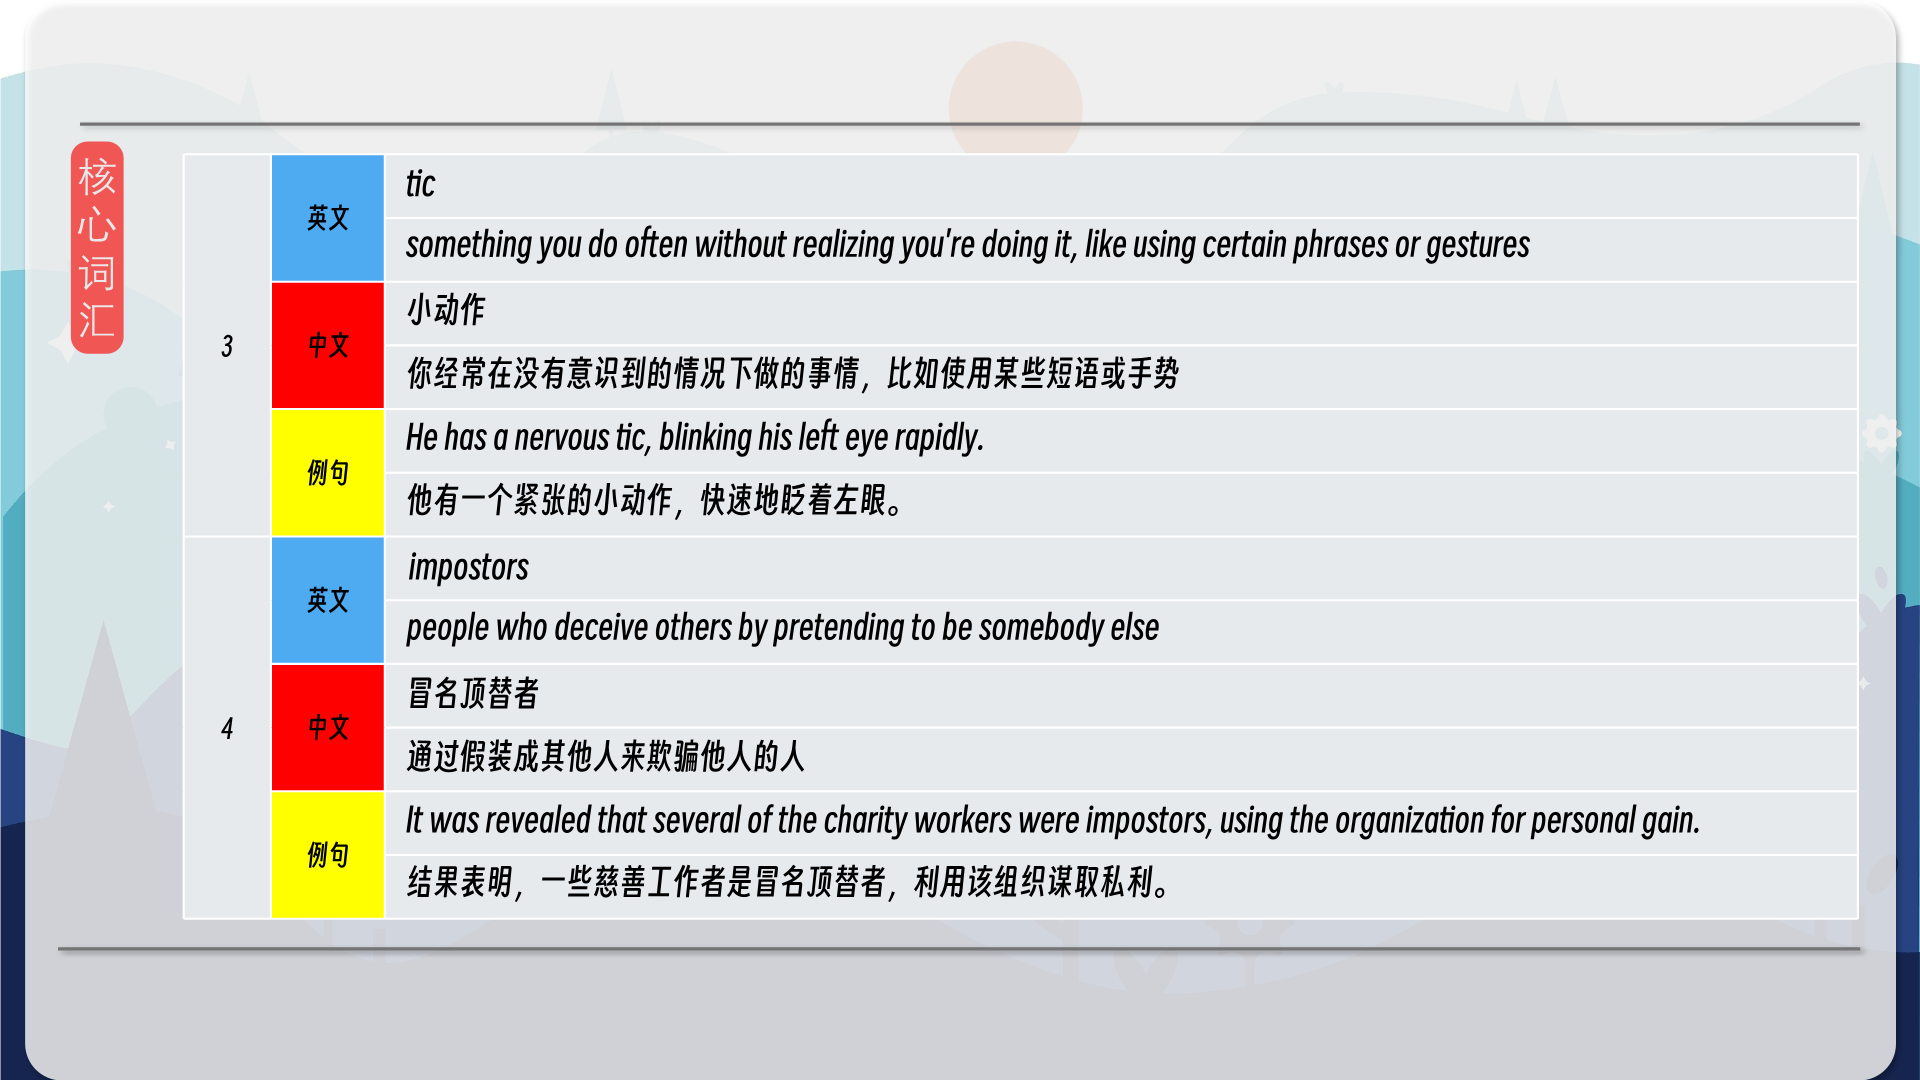 核
心
词
汇
3
英文
tic
something you do often without realizing you're doing it, like using certain phrases or gestures
中文
小动作
你经常在没有意识到的情况下做的事情，比如使用某些短语或手势
例句
He has a nervous tic, blinking his left eye rapidly.
他有一个紧张的小动作，快速地眨着左眼。
4
英文
impostors
people who deceive others by pretending to be somebody else
中文
冒名顶替者
通过假装成其他人来欺骗他人的人
例句
It was revealed that several of the charity workers were impostors, using the organization for personal gain.
结果表明，一些慈善工作者是冒名顶替者，利用该组织谋取私利。